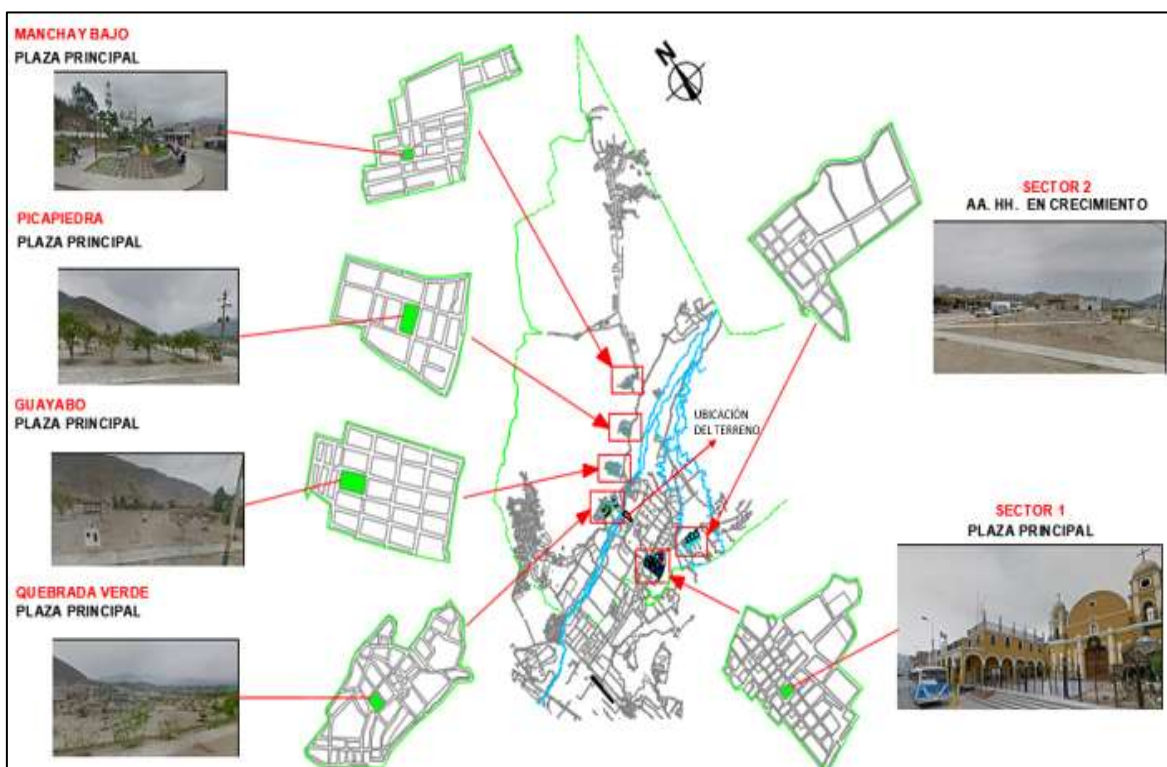 MANCHAY BAJO
PLAZA PRINCIPAL
N
PICAPIEDRA
PLAZA PRINCIPAL
GUAYABO
PLAZA PRINCIPAL
QUEBRADA VERDE
PLAZA PRINCIPAL
UBICACIÓN
DEL TERRENO
SECTOR 2
AA. HH. EN CRECIMIENTO
SECTOR 1
PLAZA PRINCIPAL